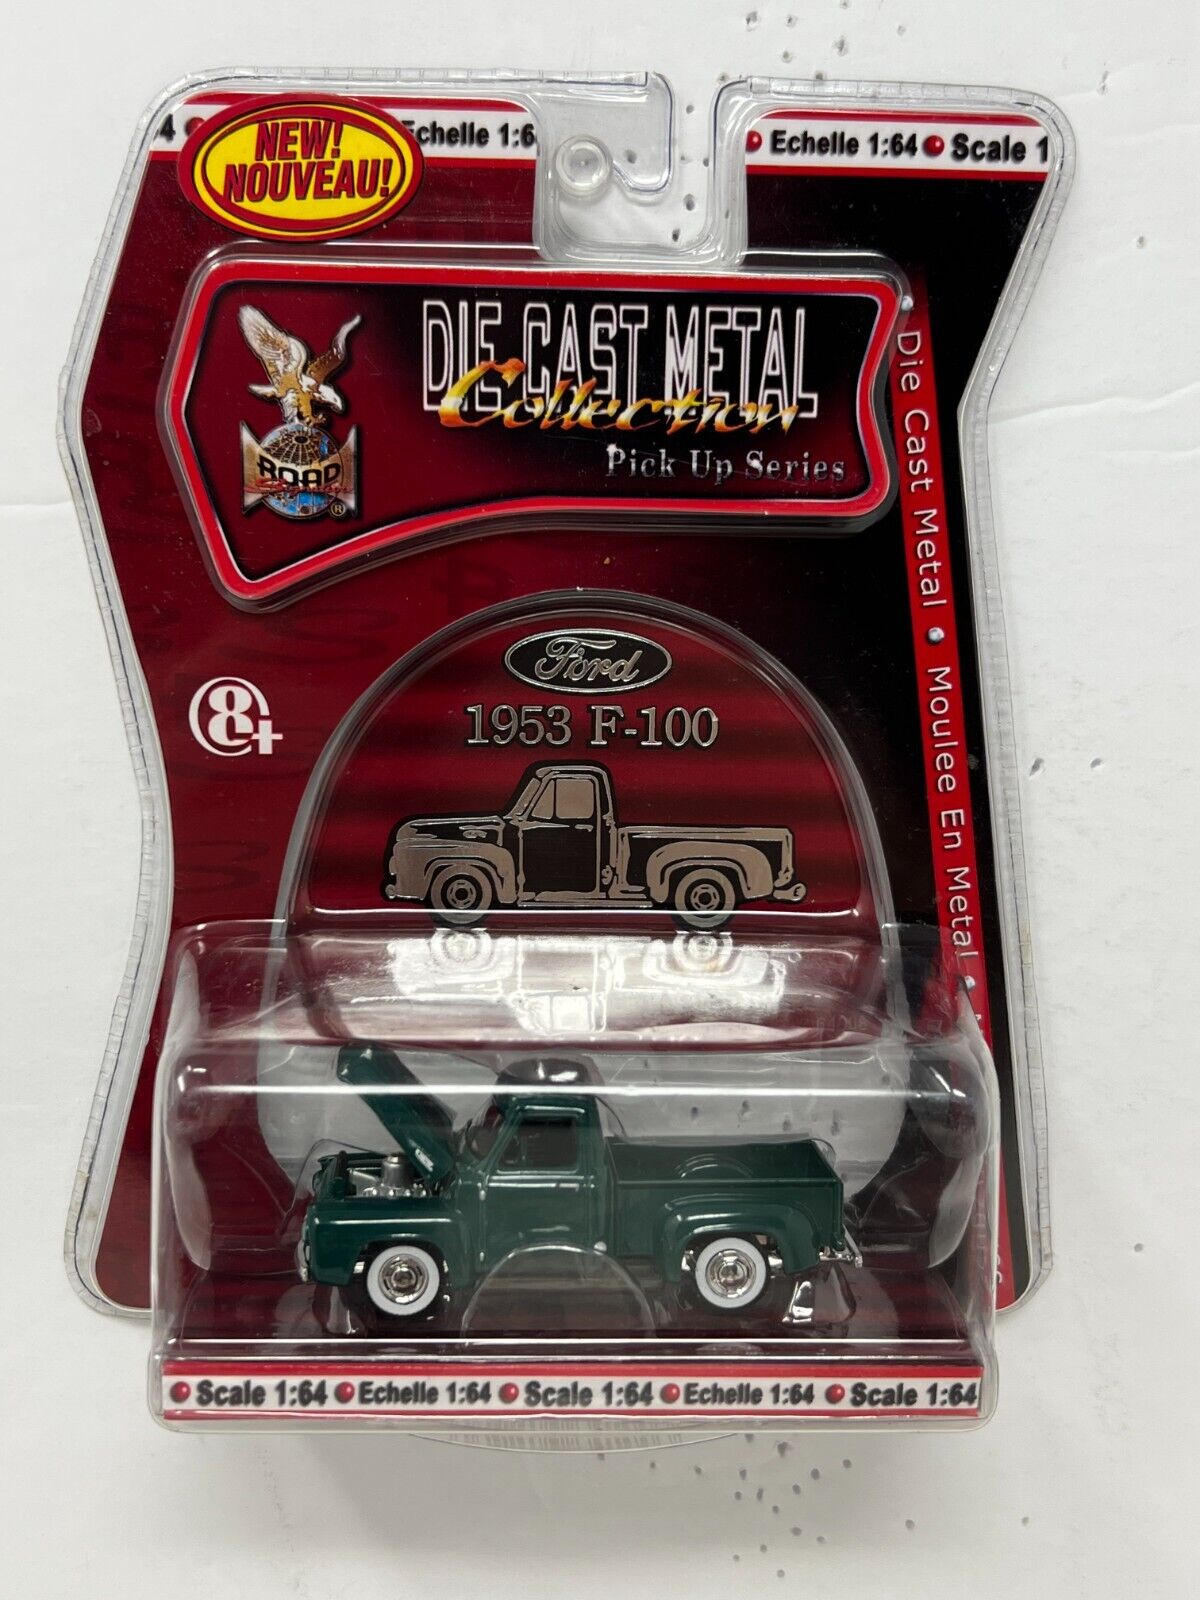 4
NEW!
NOUVEAU!
Echelle 1:6
Echelle 1:64 Scale 1
DIE CAST METAL
Collection
Pick Up Series
ROAD
Signature
®
Die Cast Metal • Moulee En Metal •
8+
Ford
1953 F-100
Scale 1:64 Echelle 1:64 Scale 1:64 Echelle 1:64 Scale 1:64